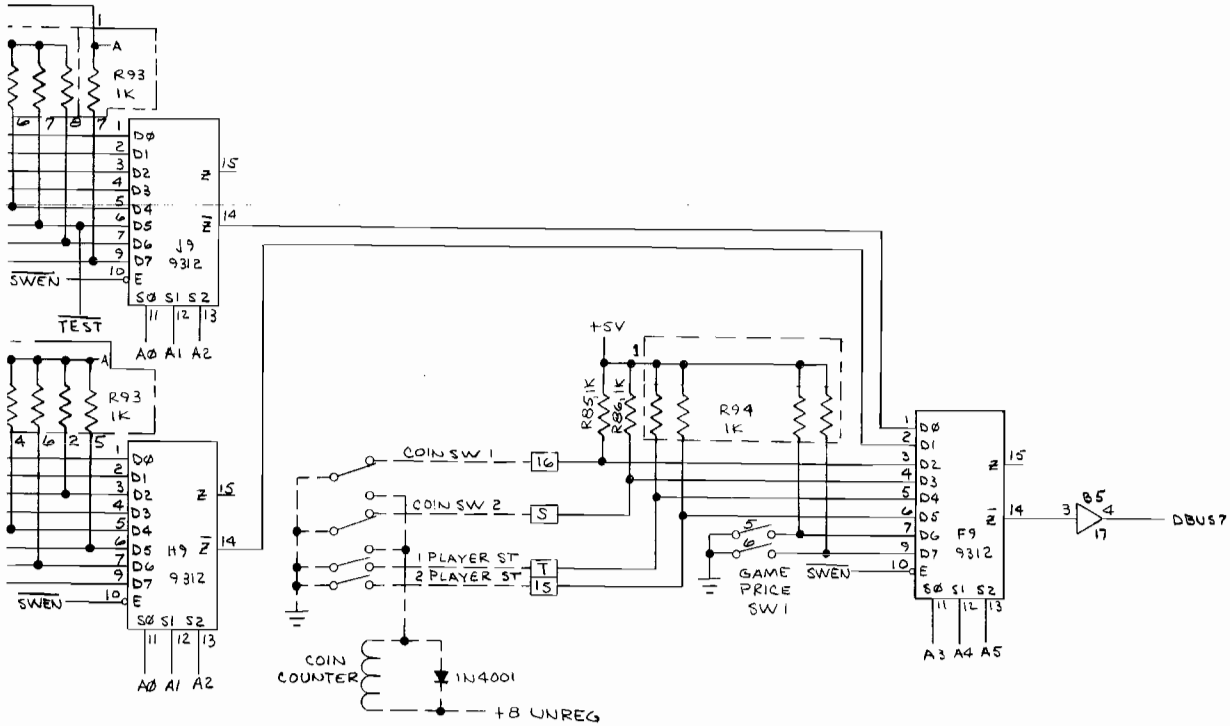 1
A
R93
1K
6 7 8 7
1 DØ
2 D1
3 D2
4 D3
5 D4
6 D5
7 D6
9 D7
10 E
Z 15
Z̅ 14
J9
9312
SØ S1 S2
11 12 13
AØ A1 A2
S̅W̅E̅N̅
T̅E̅S̅T̅
A
R93
1K
4 6 2 5
1 DØ
2 D1
3 D2
4 D3
5 D4
6 D5
7 D6
9 D7
10 E
Z 15
Z̅ 14
H9
9312
SØ S1 S2
11 12 13
AØ A1 A2
S̅W̅E̅N̅
+5V
1
R85, 1K
R86, 1K
R94
1K
COIN SW 1 16
COIN SW 2 S
1 PLAYER ST T
2 PLAYER ST 15
5
6
GAME
PRICE
SW1
S̅W̅E̅N̅
COIN
COUNTER
1N4001
+8 UNREG
1 DØ
2 D1
3 D2
4 D3
5 D4
6 D5
7 D6
9 D7
10 E
Z 15
Z̅ 14
F9
9312
SØ S1 S2
11 12 13
A3 A4 A5
3 B5 4
17
DBUS7